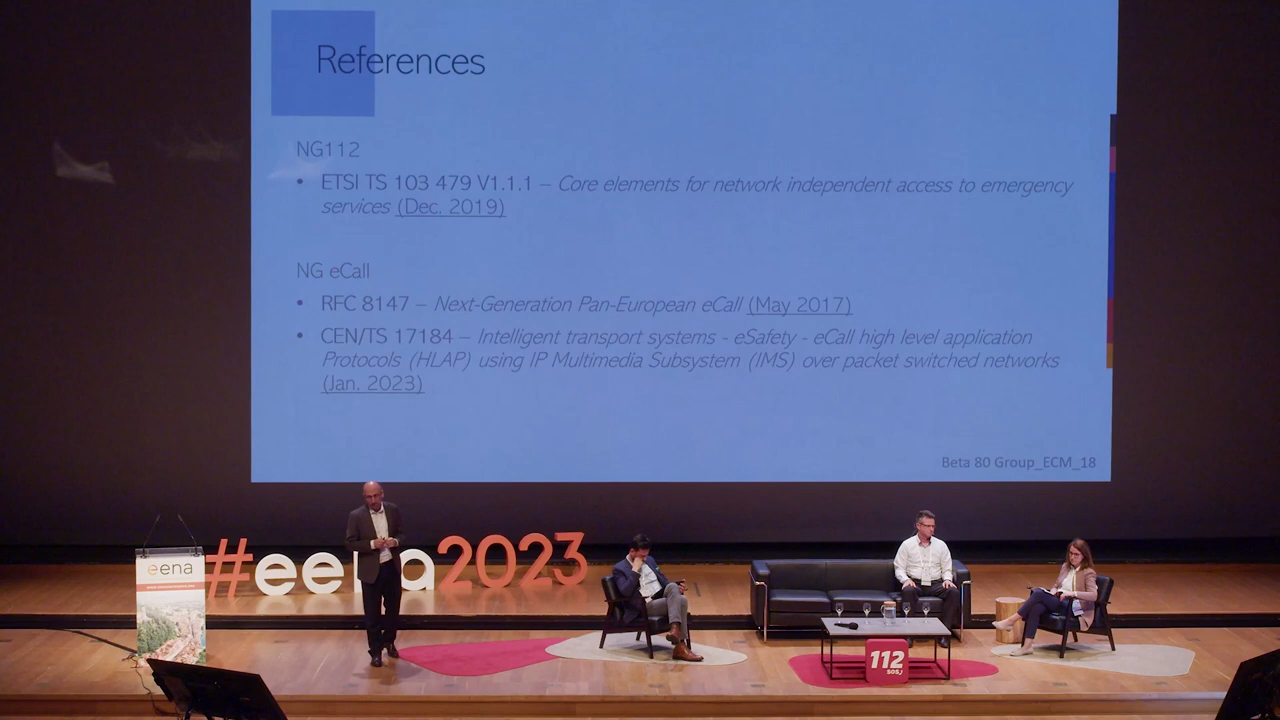 References
NG112
• ETSI TS 103 479 V1.1.1 – Core elements for network independent access to emergency
services (Dec. 2019)
NG eCall
• RFC 8147 – Next-Generation Pan-European eCall (May 2017)
• CEN/TS 17184 – Intelligent transport systems - eSafety - eCall high level application
Protocols (HLAP) using IP Multimedia Subsystem (IMS) over packet switched networks
(Jan. 2023)
Beta 80 Group_ECM_18
eena
#eena2023
112
SOS